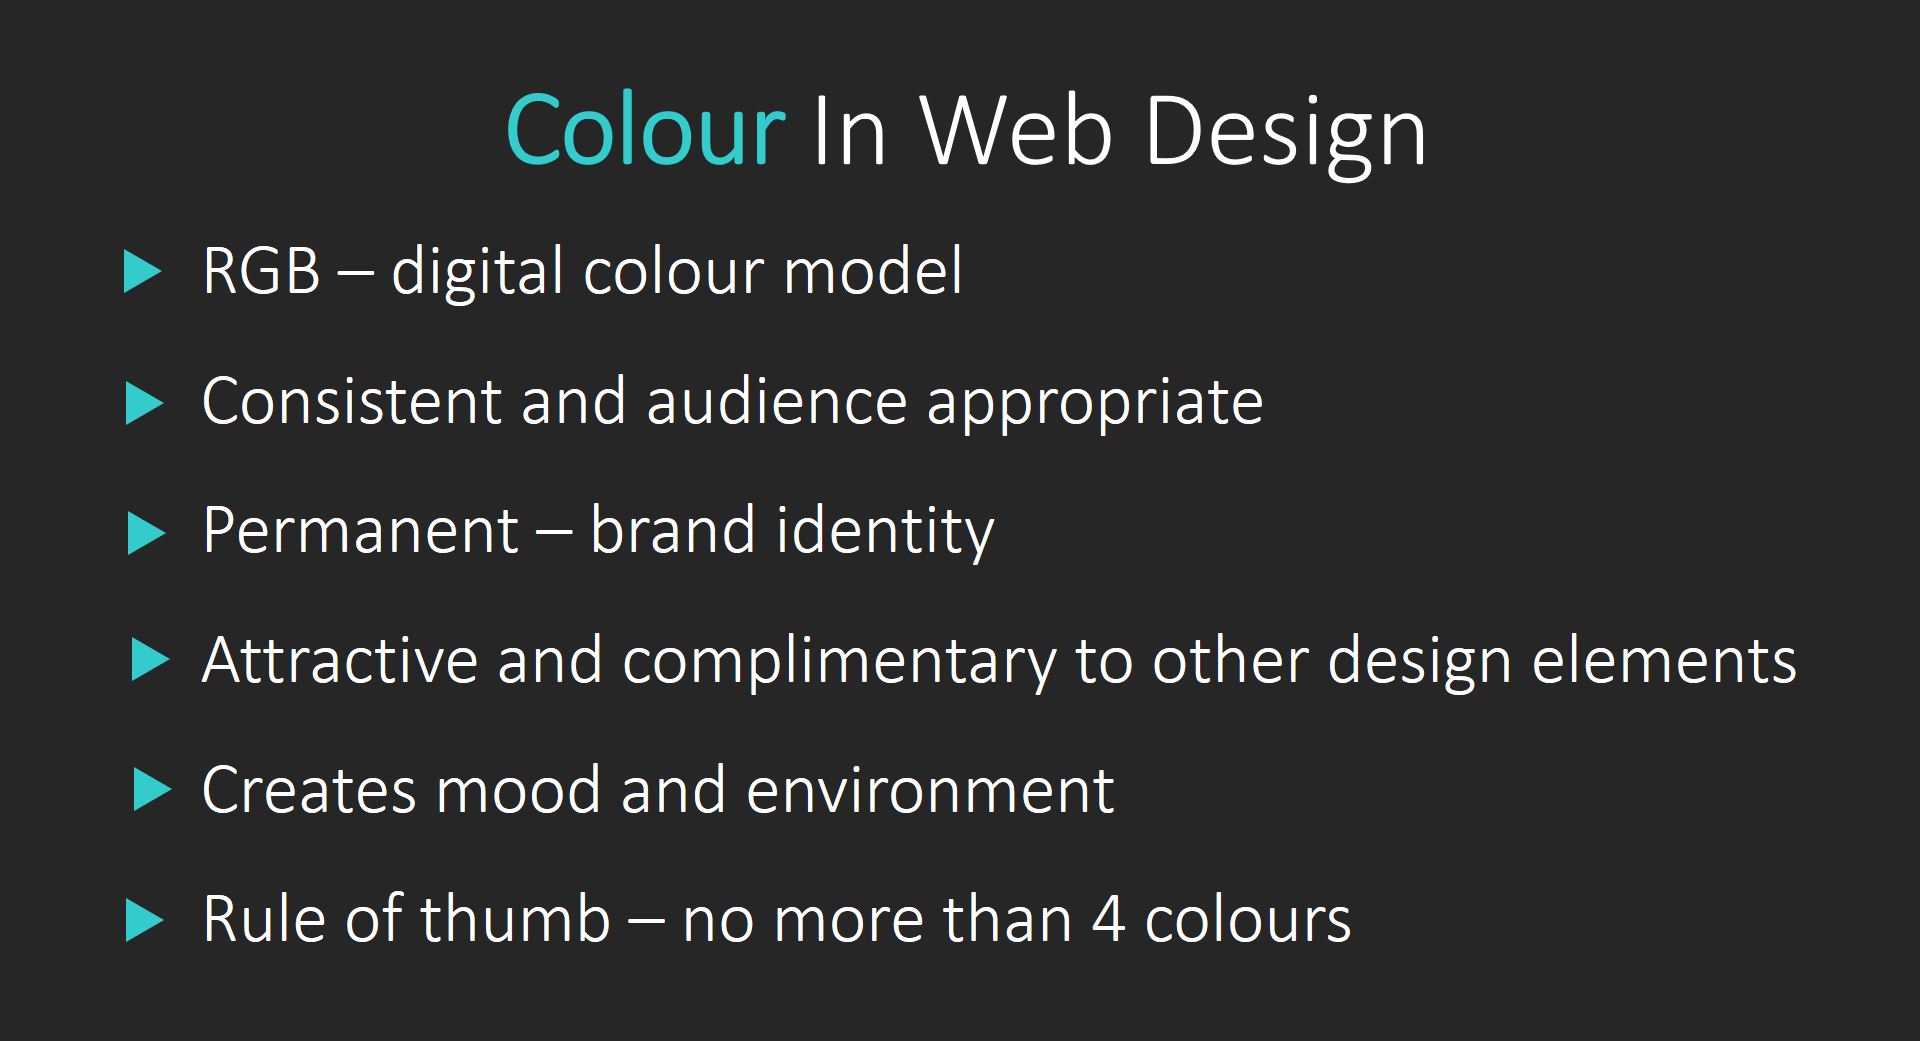 Colour In Web Design
RGB – digital colour model
Consistent and audience appropriate
Permanent – brand identity
Attractive and complimentary to other design elements
Creates mood and environment
Rule of thumb – no more than 4 colours